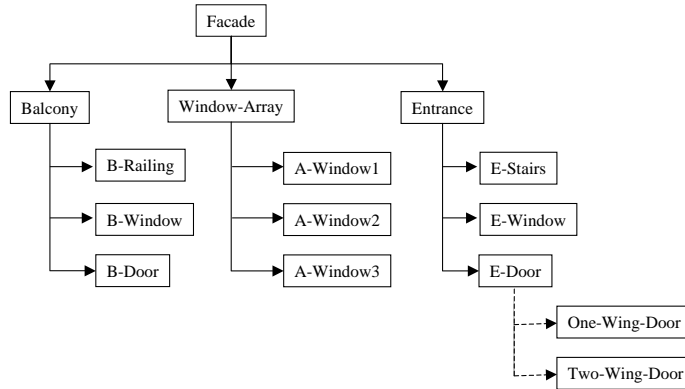 Facade
Balcony
Window-Array
Entrance
B-Railing
A-Window1
E-Stairs
B-Window
A-Window2
E-Window
B-Door
A-Window3
E-Door
One-Wing-Door
Two-Wing-Door